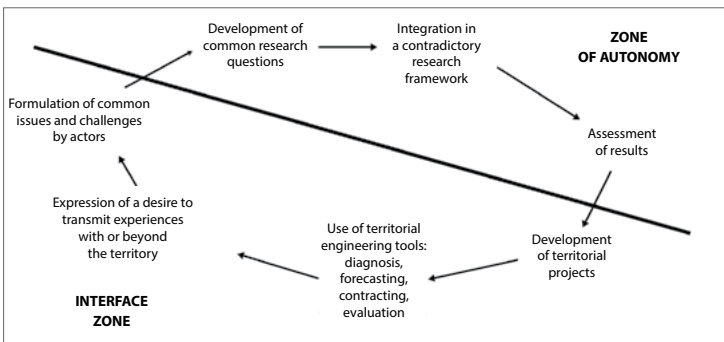 Development of
common research
questions
Integration in
a contradictory
research
framework
ZONE
OF AUTONOMY
Formulation of common
issues and challenges
by actors
Assessment
of results
Expression of a desire to
transmit experiences
with or beyond
the territory
Use of territorial
engineering tools:
diagnosis,
forecasting,
contracting,
evaluation
Development
of territorial
projects
INTERFACE
ZONE